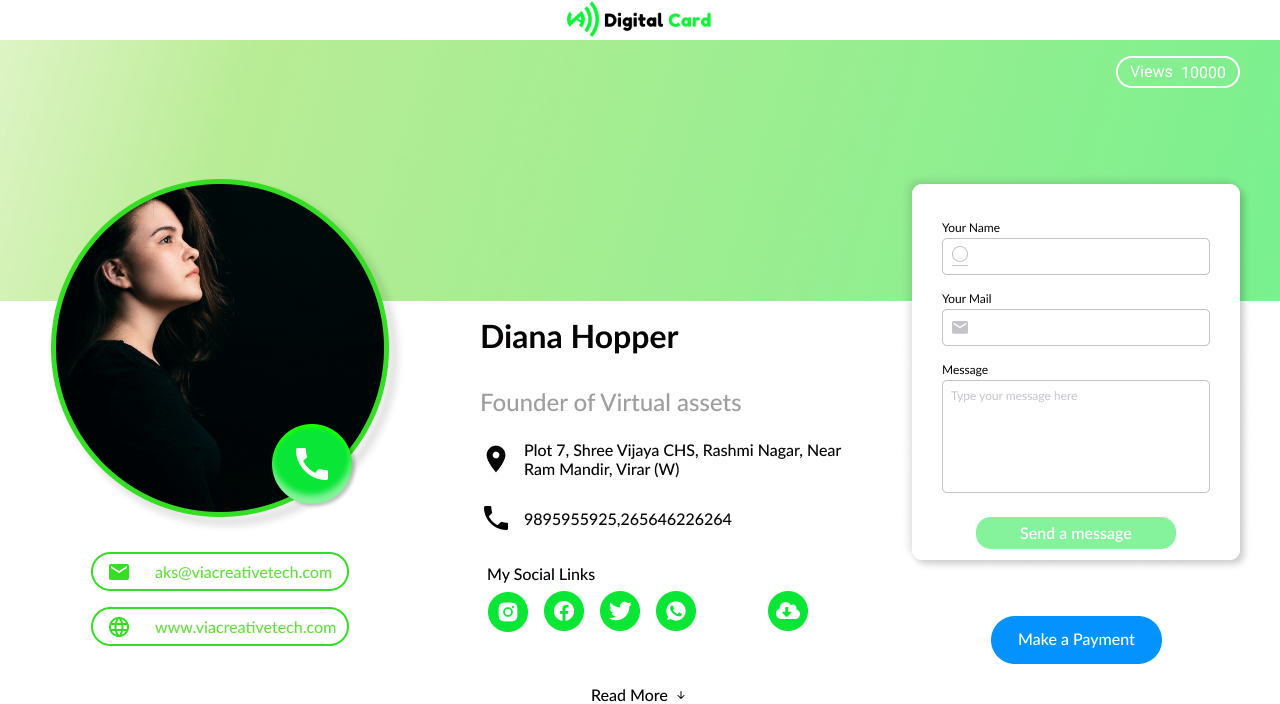 Digital Card
Views 10000
Diana Hopper
Founder of Virtual assets
Plot 7, Shree Vijaya CHS, Rashmi Nagar, Near
Ram Mandir, Virar (W)
9895955925,265646226264
My Social Links
Read More
aks@viacreativetech.com
www.viacreativetech.com
Your Name
Your Mail
Message
Type your message here
Send a message
Make a Payment